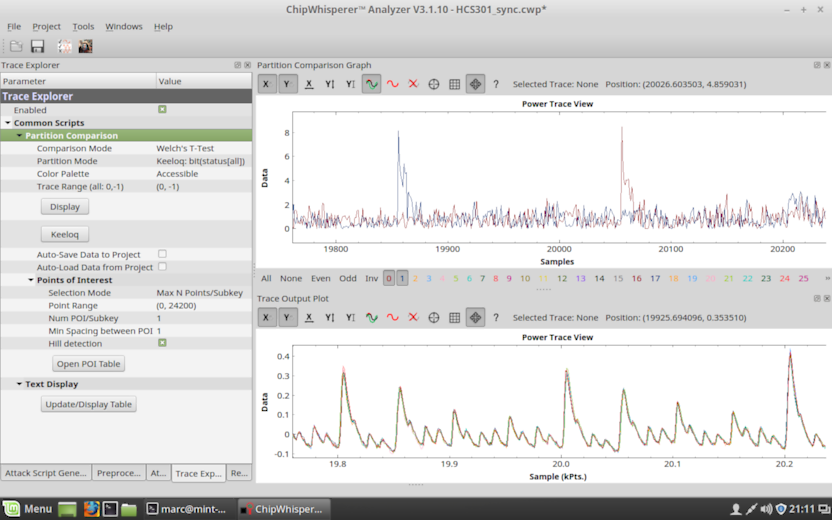 ChipWhisperer™ Analyzer V3.1.10 - HCS301_sync.cwp*
File Project Tools Windows Help
Trace Explorer
Parameter Value
Trace Explorer
Enabled
Common Scripts
Partition Comparison
Comparison Mode Welch's T-Test
Partition Mode Keeloq: bit(status[all])
Color Palette Accessible
Trace Range (all: 0,-1) (0, -1)
Display
Keeloq
Auto-Save Data to Project
Auto-Load Data from Project
Points of Interest
Selection Mode Max N Points/Subkey
Point Range (0, 24200)
Num POI/Subkey 1
Min Spacing between POI 1
Hill detection
Open POI Table
Text Display
Update/Display Table
Attack Script Gene... Preproce... At... Trace Exp... Re...
Partition Comparison Graph
X Y X Y Y ? Selected Trace: None Position: (20026.603503, 4.859031)
Power Trace View
Data
8
6
4
2
0
19800 19900 20000 20100 20200
Samples
All None Even Odd Inv 0 1 2 3 4 5 6 7 8 9 10 11 12 13 14 15 16 17 18 19 20 21 22 23 24 25 »
Trace Output Plot
X Y X Y Y ? Selected Trace: None Position: (19925.694096, 0.353510)
Power Trace View
Data
0.4
0.3
0.2
0.1
0
-0.1
19.8 19.9 20.0 20.1 20.2
Sample (kPts.)
Menu marc@mint-... ChipWhisper... 21:11